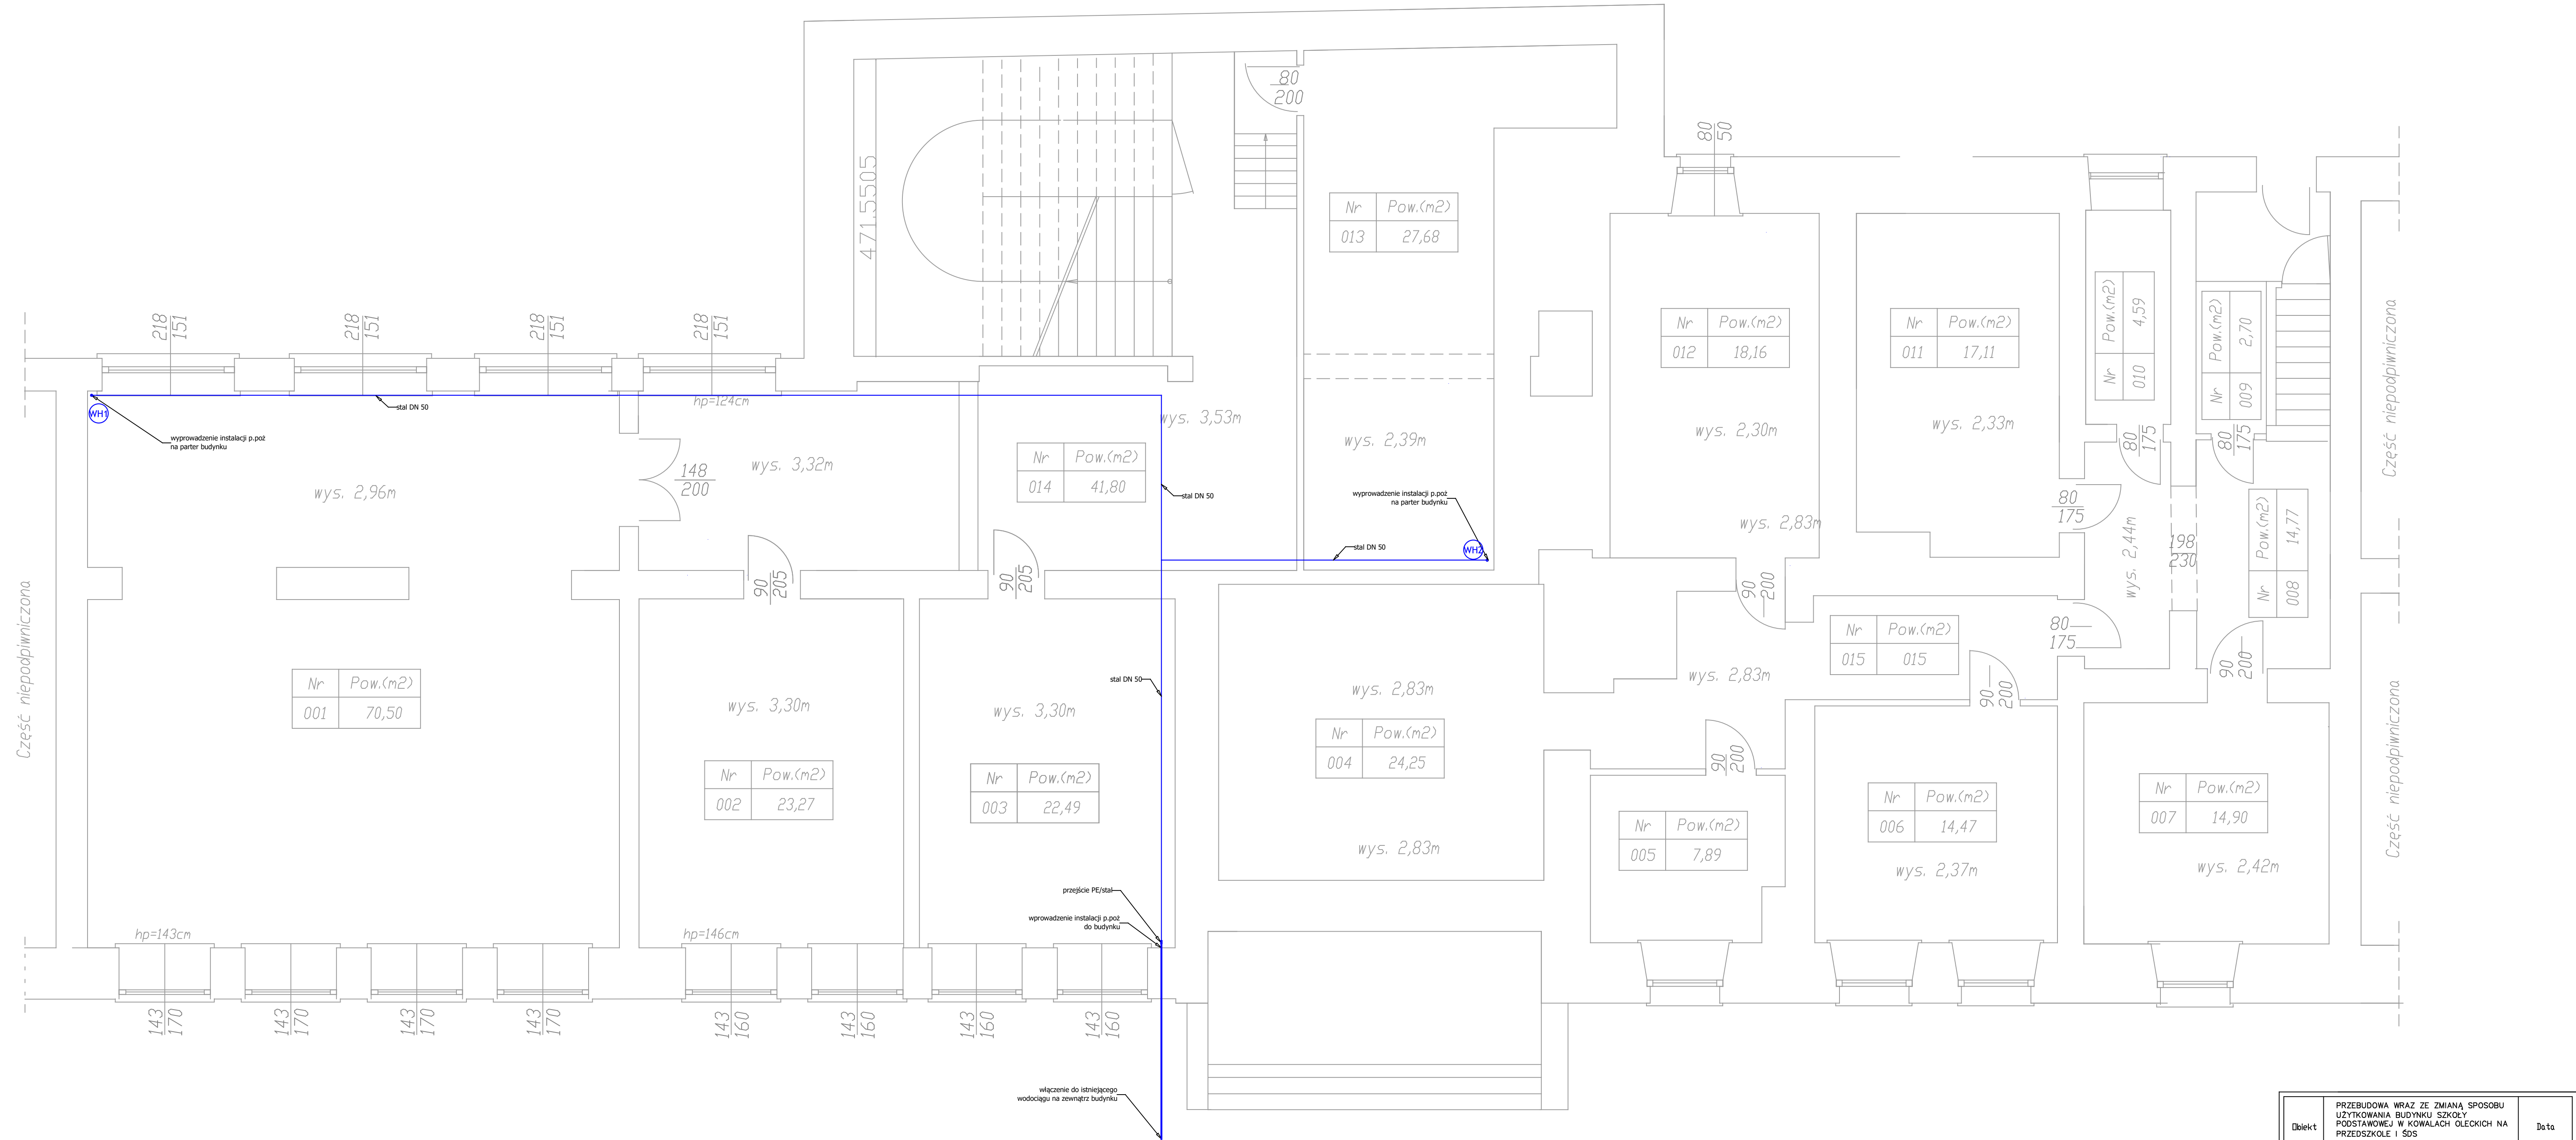 80
200
80
50
471.5505
Nr Pow.(m2)
013 27,68
218
151
218
151
218
151
218
151
Nr Pow.(m2)
012 18,16
Nr Pow.(m2)
011 17,11
Nr Pow.(m2)
010 4,59
Nr Pow.(m2)
009 2,70
Część niepodpiwniczona
WH1
stal DN 50
hp=124cm
wyprowadzenie instalacji p.poż
na parter budynku
wys. 2,96m
148
200
wys. 3,32m
Nr Pow.(m2)
014 41,80
wys. 3,53m
stal DN 50
wys. 2,39m
wyprowadzenie instalacji p.poż
na parter budynku
WH2
stal DN 50
wys. 2,30m
wys. 2,33m
wys. 2,83m
80
175
80
175
80
175
wys. 2,44m
198
230
Nr Pow.(m2)
008 14,77
90
205
90
205
90
200
80
175
Część niepodpiwniczona
Nr Pow.(m2)
001 70,50
wys. 3,30m
Nr Pow.(m2)
002 23,27
wys. 3,30m
Nr Pow.(m2)
003 22,49
stal DN 50
wys. 2,83m
Nr Pow.(m2)
004 24,25
wys. 2,83m
wys. 2,83m
Nr Pow.(m2)
015 015
90
200
90
200
90
200
Nr Pow.(m2)
005 7,89
Nr Pow.(m2)
006 14,47
wys. 2,37m
Nr Pow.(m2)
007 14,90
wys. 2,42m
Część niepodpiwniczona
przejście PE/stal
wprowadzenie instalacji p.poż
do budynku
hp=143cm
hp=146cm
143
170
143
170
143
170
143
170
143
160
143
160
143
160
143
160
włączenie do istniejącego
wodociągu na zewnątrz budynku
Obiekt
PRZEBUDOWA WRAZ ZE ZMIANĄ SPOSOBU
UŻYTKOWANIA BUDYNKU SZKOŁY
PODSTAWOWEJ W KOWALACH OLECKICH NA
PRZEDSZKOLE I ŚDS
Data